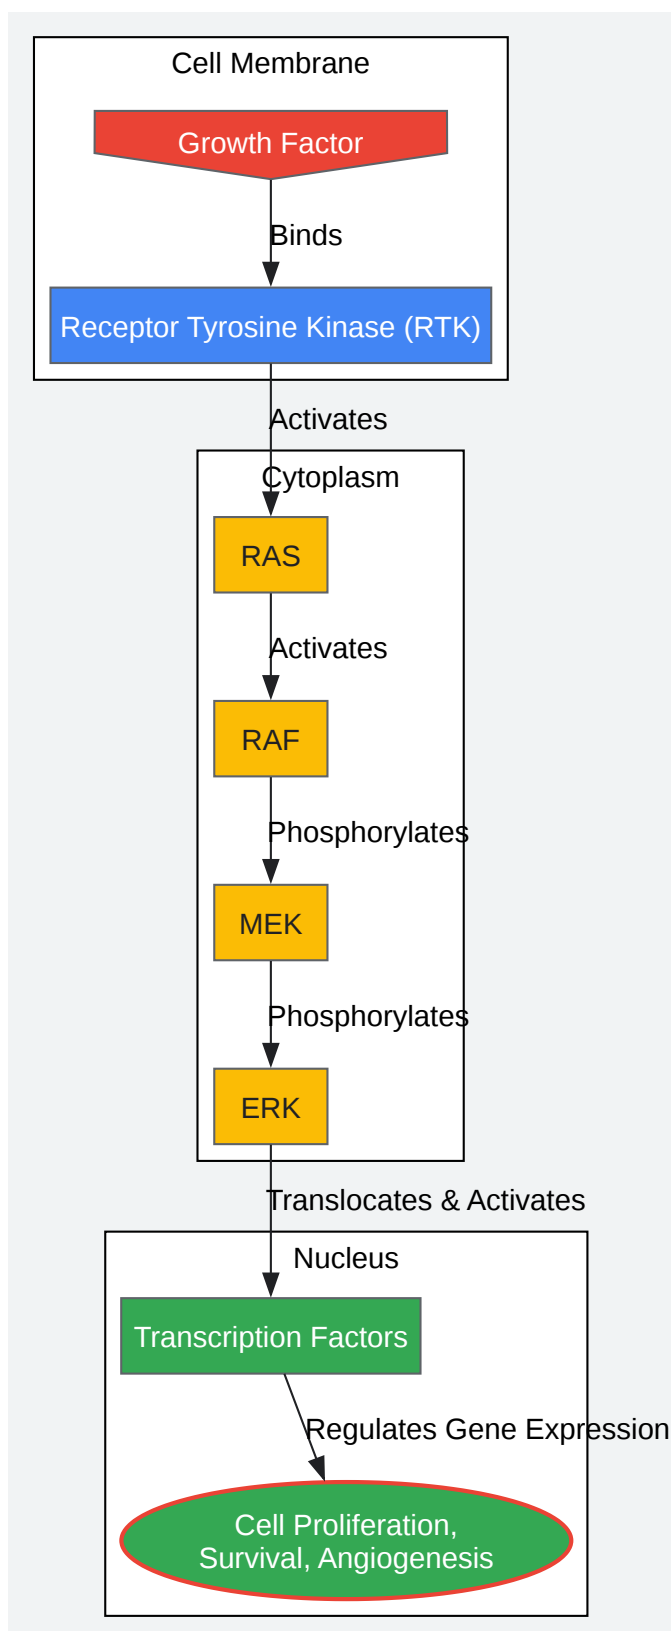 Cell Membrane
Growth Factor
Binds
Receptor Tyrosine Kinase (RTK)
Activates
Cytoplasm
RAS
Activates
RAF
Phosphorylates
MEK
Phosphorylates
ERK
Translocates & Activates
Nucleus
Transcription Factors
Regulates Gene Expression
Cell Proliferation,
Survival, Angiogenesis